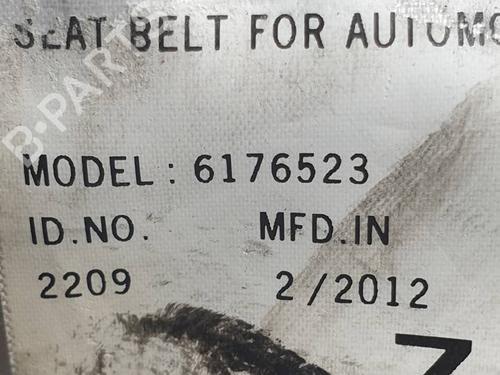 SEAT BELT FOR AUTOMO
MODEL: 6176523
ID.NO. MFD.IN
2209 2/2012
Z
B-PARTS